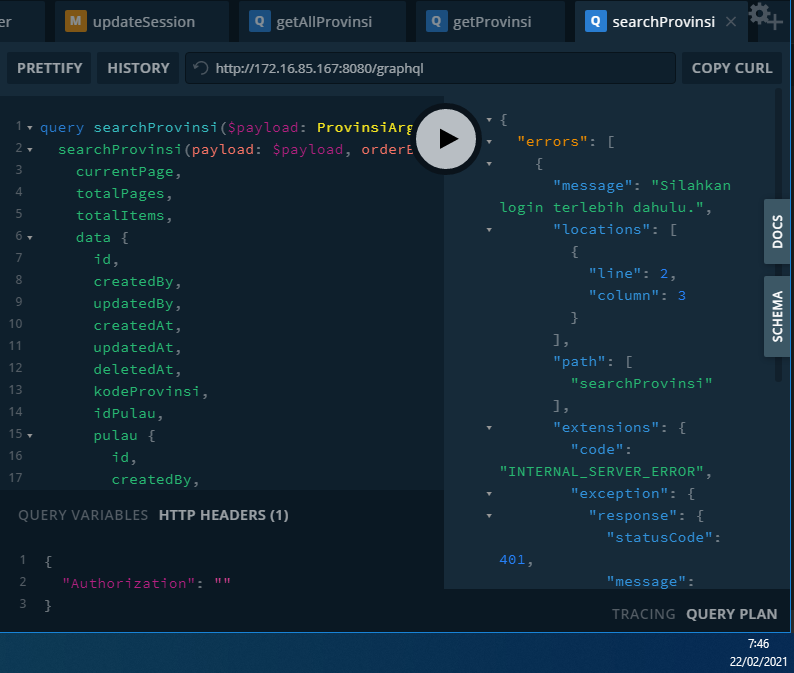 er
M updateSession
Q getAllProvinsi
Q getProvinsi
Q searchProvinsi
PRETTIFY
HISTORY
http://172.16.85.167:8080/graphql
COPY CURL
1 query searchProvinsi($payload: ProvinsiArg
2 searchProvinsi(payload: $payload, order
3 currentPage,
4 totalPages,
5 totalItems,
6 data {
7 id,
8 createdBy,
9 updatedBy,
10 createdAt,
11 updatedAt,
12 deletedAt,
13 kodeProvinsi,
14 idPulau,
15 pulau {
16 id,
17 createdBy,
QUERY VARIABLES
HTTP HEADERS (1)
1 {
2 "Authorization": ""
3 }
{
"errors": [
{
"message": "Silahkan
login terlebih dahulu.",
"locations": [
{
"line": 2,
"column": 3
}
],
"path": [
"searchProvinsi"
],
"extensions": {
"code":
"INTERNAL_SERVER_ERROR",
"exception": {
"response": {
"statusCode":
401,
"message":
DOCS
SCHEMA
TRACING
QUERY PLAN
7:46
22/02/2021